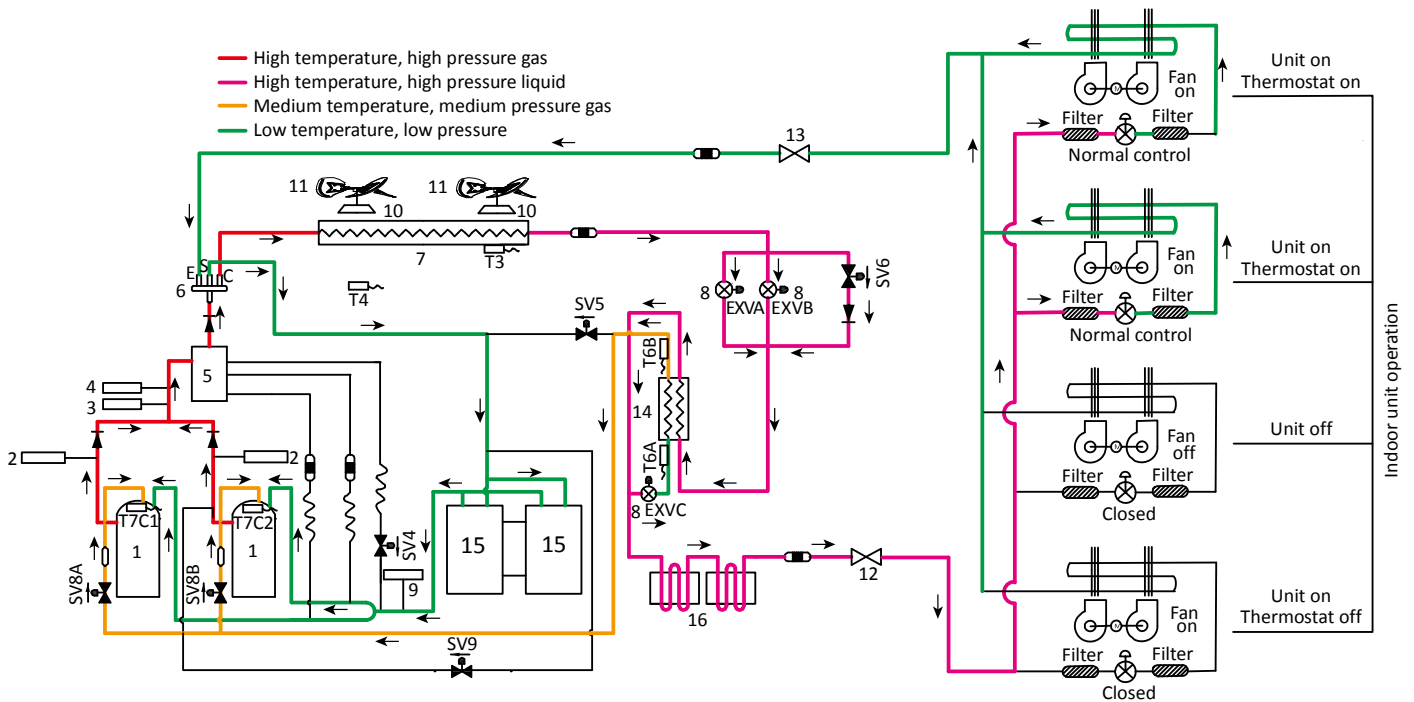 High temperature, high pressure gas
High temperature, high pressure liquid
Medium temperature, medium pressure gas
Low temperature, low pressure
13
11
11
10
10
7
T3
T4
E
S
C
6
5
4
3
2
2
T7C1
T7C2
1
1
SV8A
SV8B
SV4
9
SV9
15
15
SV5
T6B
14
T6A
8
EXVC
8
EXVA
8
EXVB
SV6
16
12
M
Fan
on
Filter
Filter
Normal control
Unit on
Thermostat on
M
Fan
on
Filter
Filter
Normal control
Unit on
Thermostat on
M
Fan
off
Filter
Filter
Closed
Unit off
M
Fan
on
Filter
Filter
Closed
Unit on
Thermostat off
Indoor unit operation